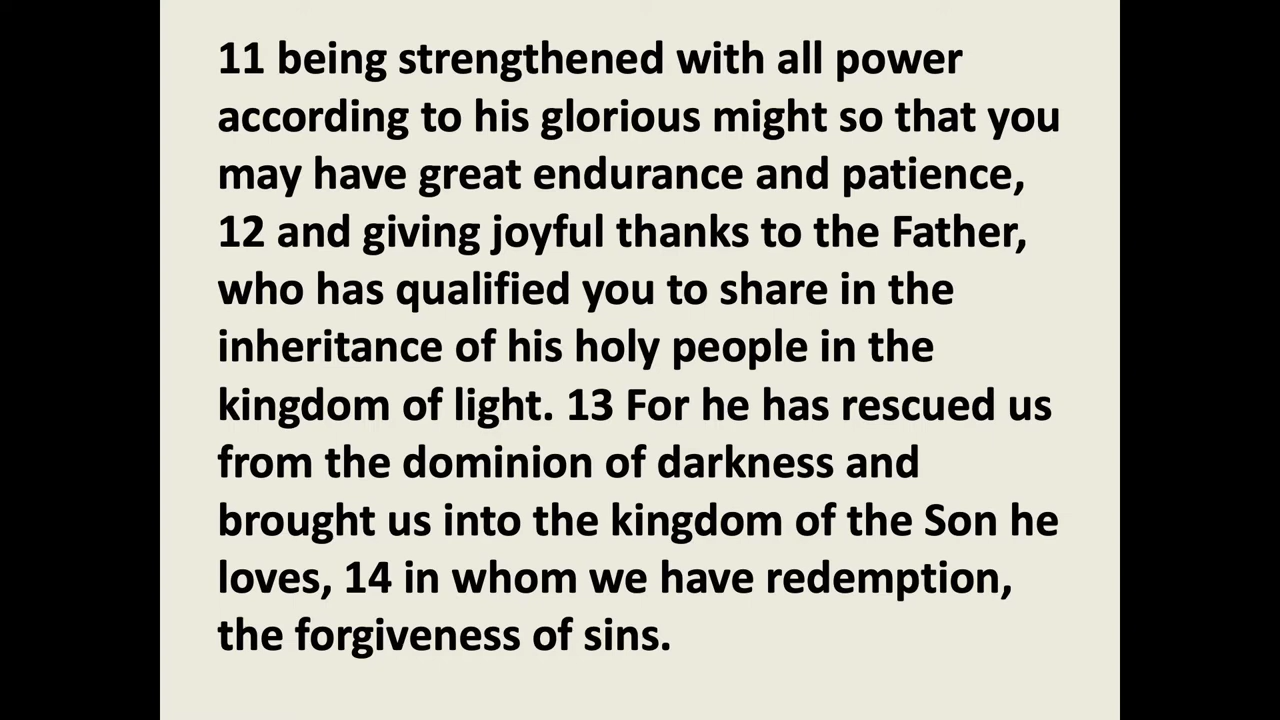 11 being strengthened with all power
according to his glorious might so that you
may have great endurance and patience,
12 and giving joyful thanks to the Father,
who has qualified you to share in the
inheritance of his holy people in the
kingdom of light. 13 For he has rescued us
from the dominion of darkness and
brought us into the kingdom of the Son he
loves, 14 in whom we have redemption,
the forgiveness of sins.